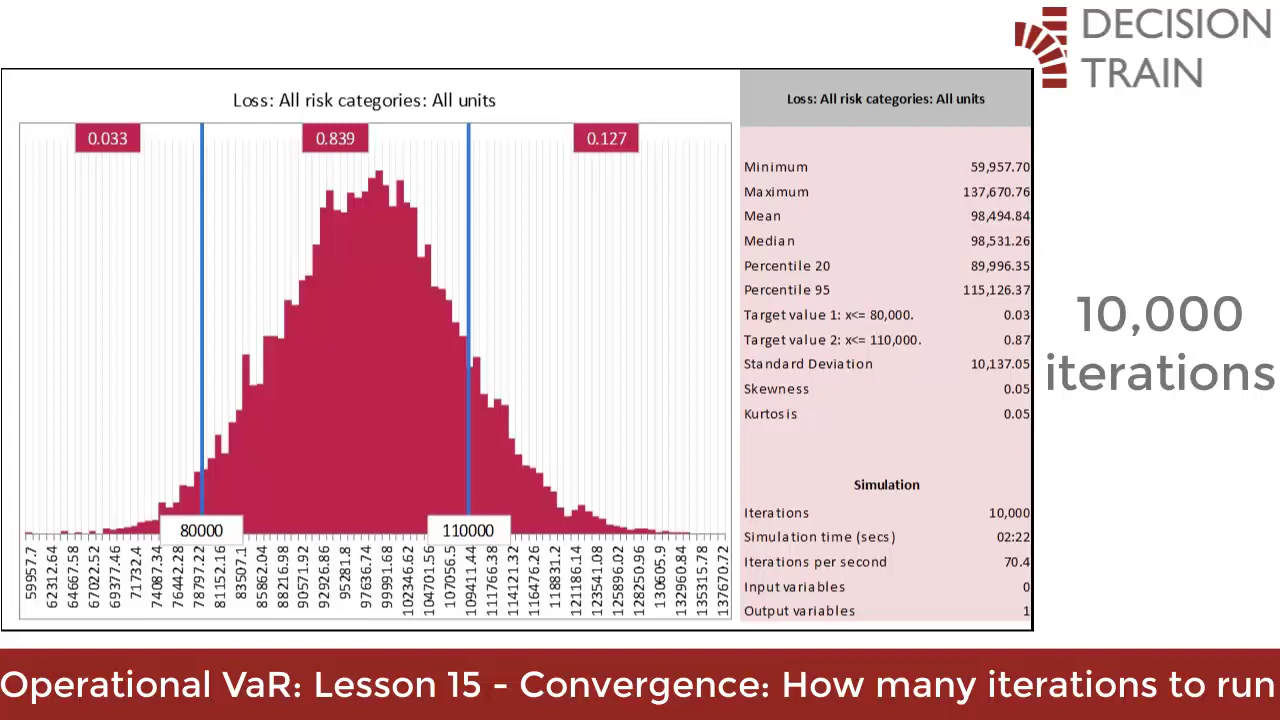 DECISION
TRAIN
Loss: All risk categories: All units
0.033
0.839
0.127
80000
110000
59957.7
62312.64
64667.58
67022.52
69377.46
71732.4
74087.34
76442.28
78797.22
81152.16
83507.1
85862.04
88216.98
90571.92
92926.86
95281.8
97636.74
99991.68
102346.62
104701.56
107056.5
109411.44
111766.38
114121.32
116476.26
118831.2
121186.14
123541.08
125896.02
128250.96
130605.9
132960.84
135315.78
137670.72
Loss: All risk categories: All units
Minimum 59,957.70
Maximum 137,670.76
Mean 98,494.84
Median 98,531.26
Percentile 20 89,996.35
Percentile 95 115,126.37
Target value 1: x<= 80,000. 0.03
Target value 2: x<= 110,000. 0.87
Standard Deviation 10,137.05
Skewness 0.05
Kurtosis 0.05
Simulation
Iterations 10,000
Simulation time (secs) 02:22
Iterations per second 70.4
Input variables 0
Output variables 1
10,000
iterations
Operational VaR: Lesson 15 - Convergence: How many iterations to run